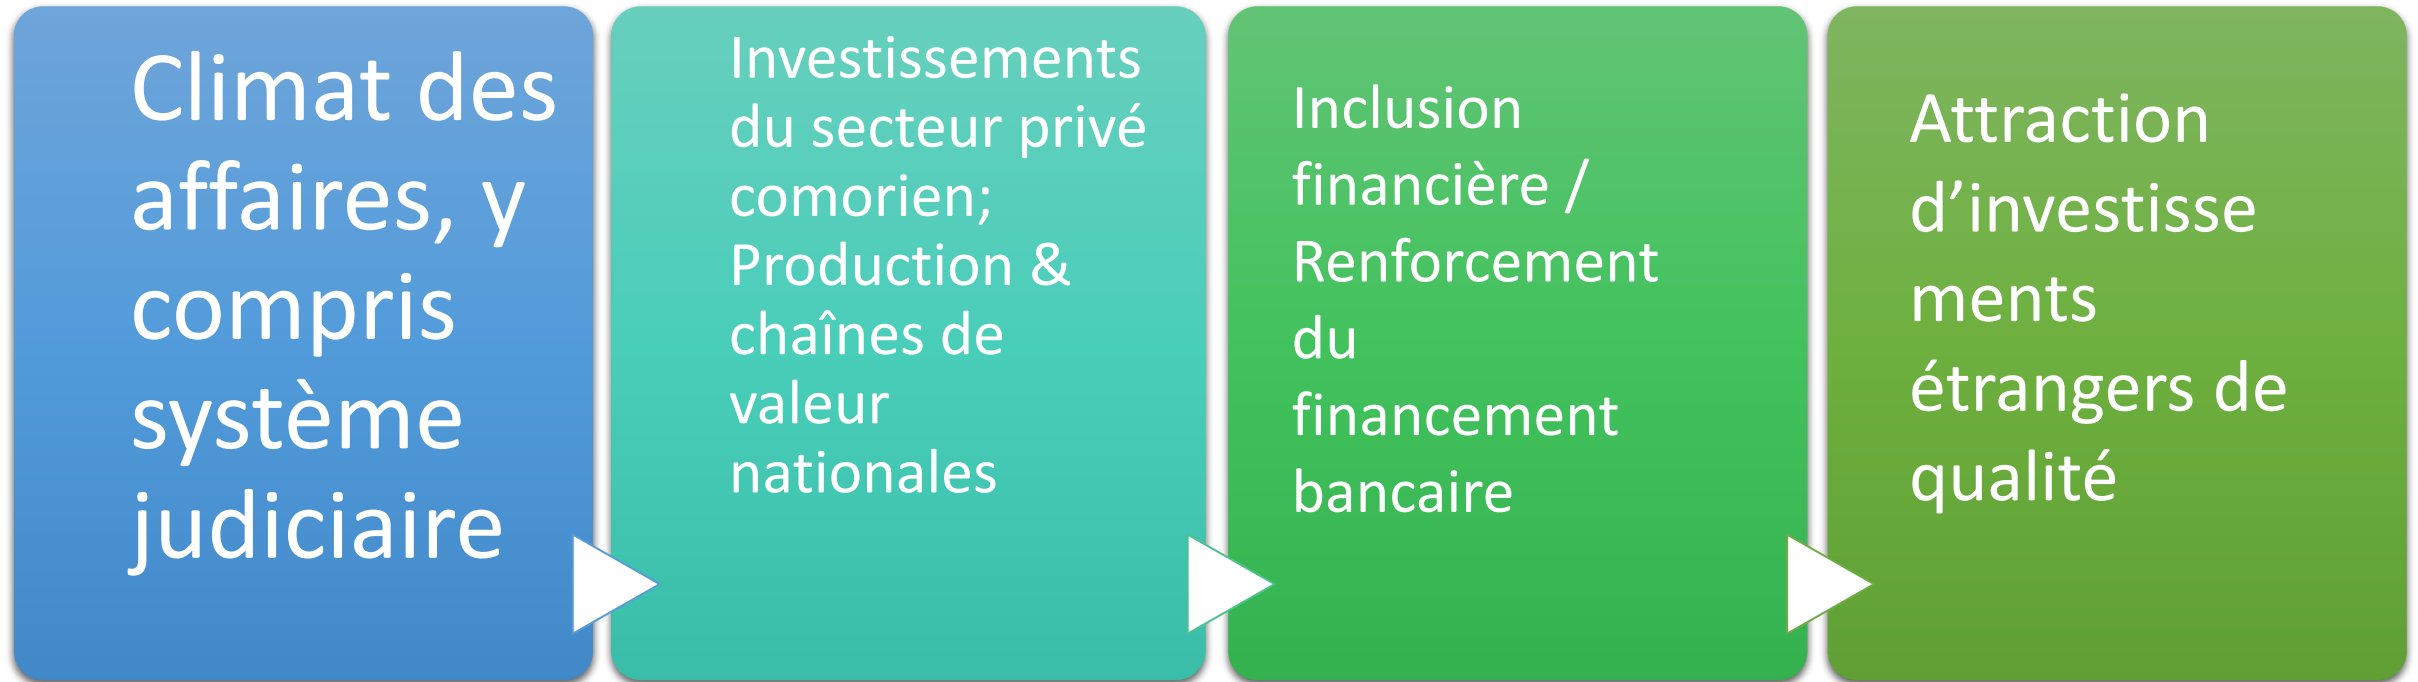 Climat des
affaires, y
compris
système
judiciaire
Investissements
du secteur privé
comorien;
Production &
chaînes de
valeur
nationales
Inclusion
financière /
Renforcement
du
financement
bancaire
Attraction
d’investisse
ments
étrangers de
qualité